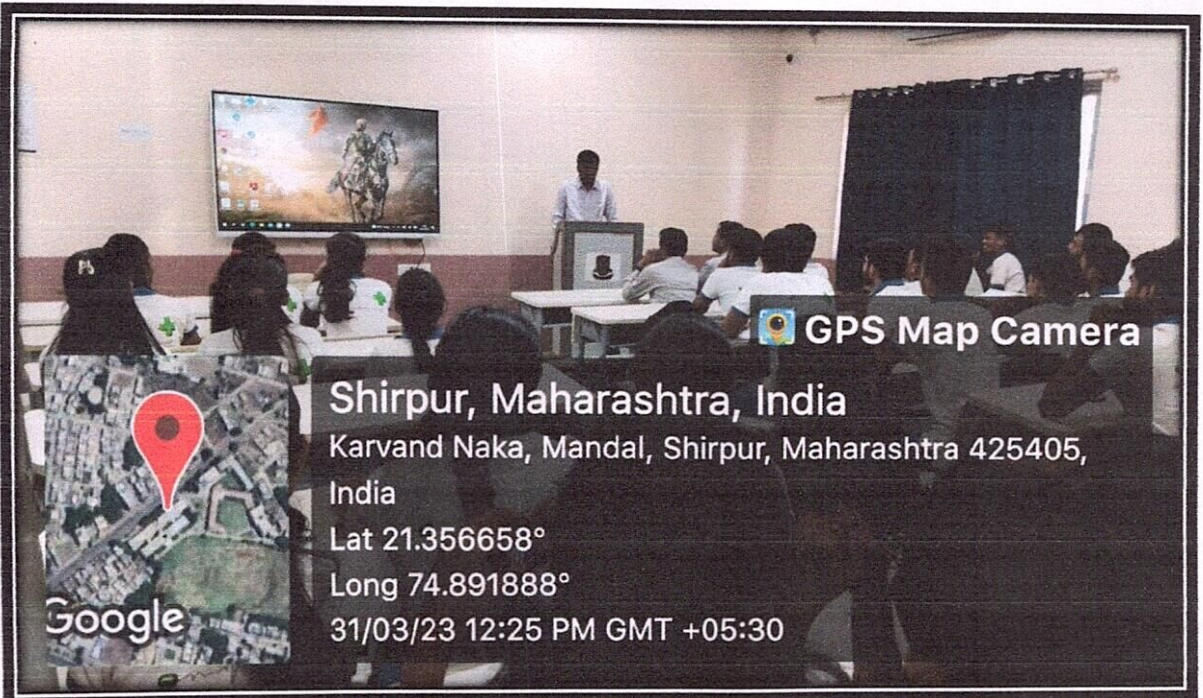 GPS Map Camera
Shirpur, Maharashtra, India
Karvand Naka, Mandal, Shirpur, Maharashtra 425405,
India
Lat 21.356658°
Long 74.891888°
31/03/23 12:25 PM GMT +05:30
Google